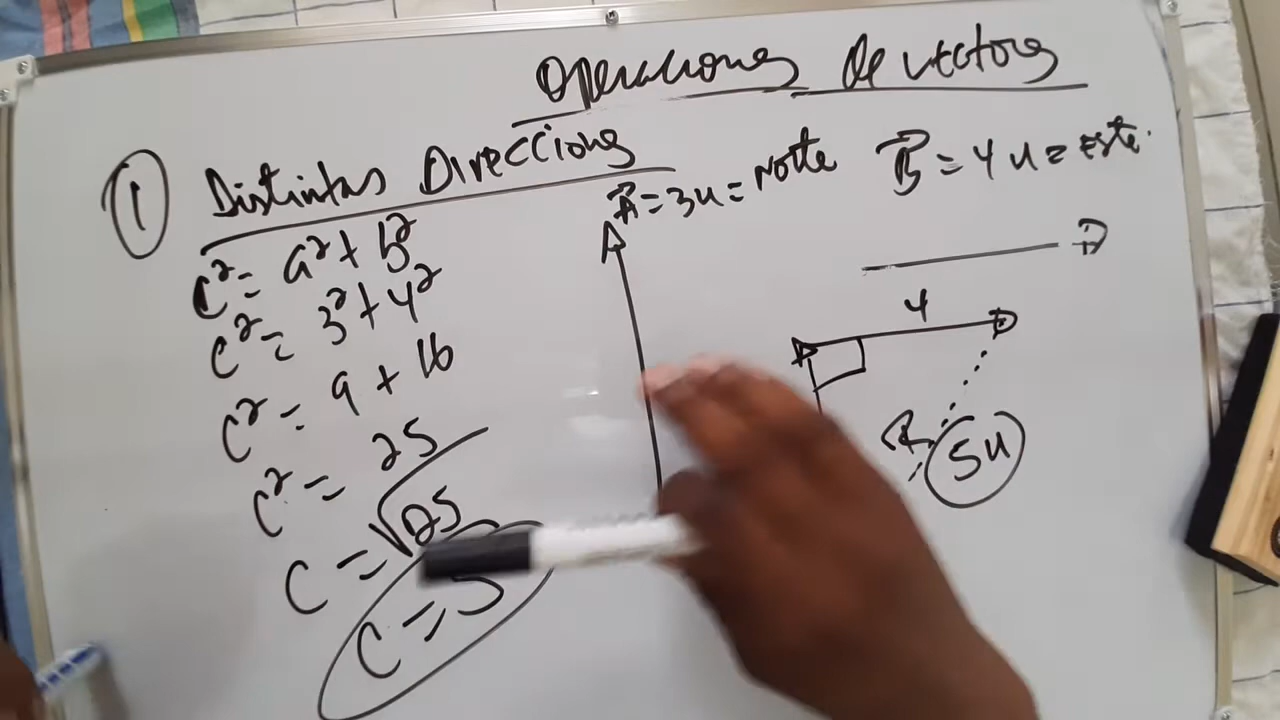 Operaciones de vectores
① Distintas Direcciones
A⃗ = 3u = norte
B⃗ = 4u = este.
C² = a² + b²
C² = 3² + 4²
C² = 9 + 16
C² = 25
C = √25
C = 5
4
R
5u